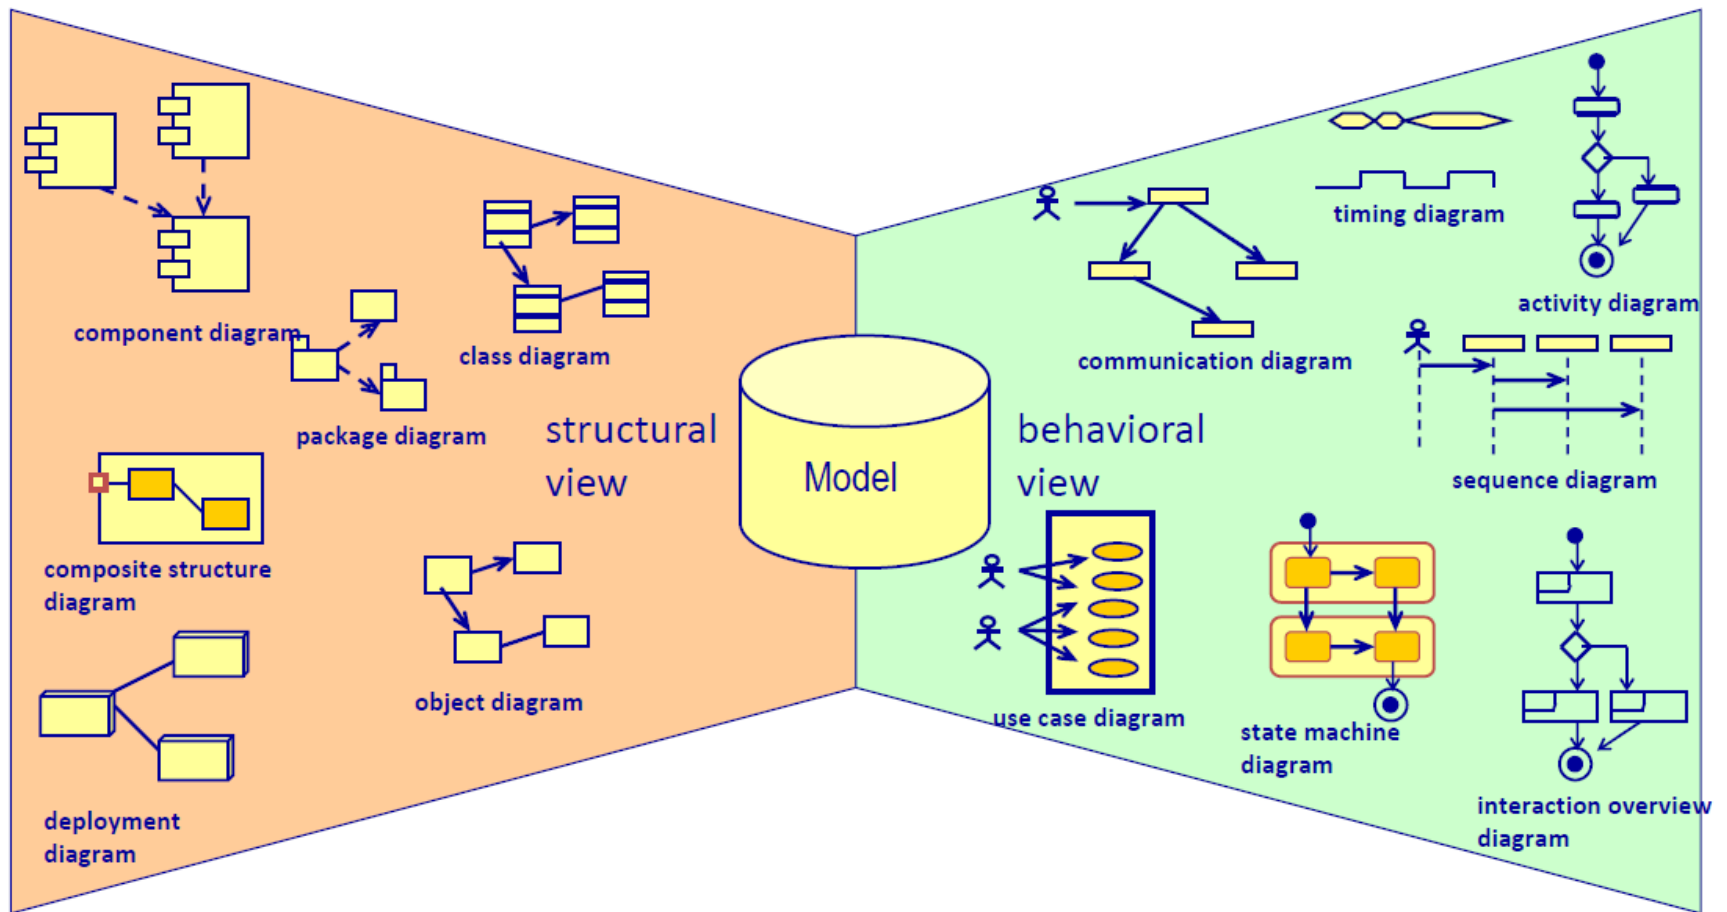 component diagram
class diagram
package diagram
structural
view
composite structure
diagram
object diagram
deployment
diagram
Model
behavioral
view
timing diagram
activity diagram
communication diagram
sequence diagram
use case diagram
state machine
diagram
interaction overview
diagram